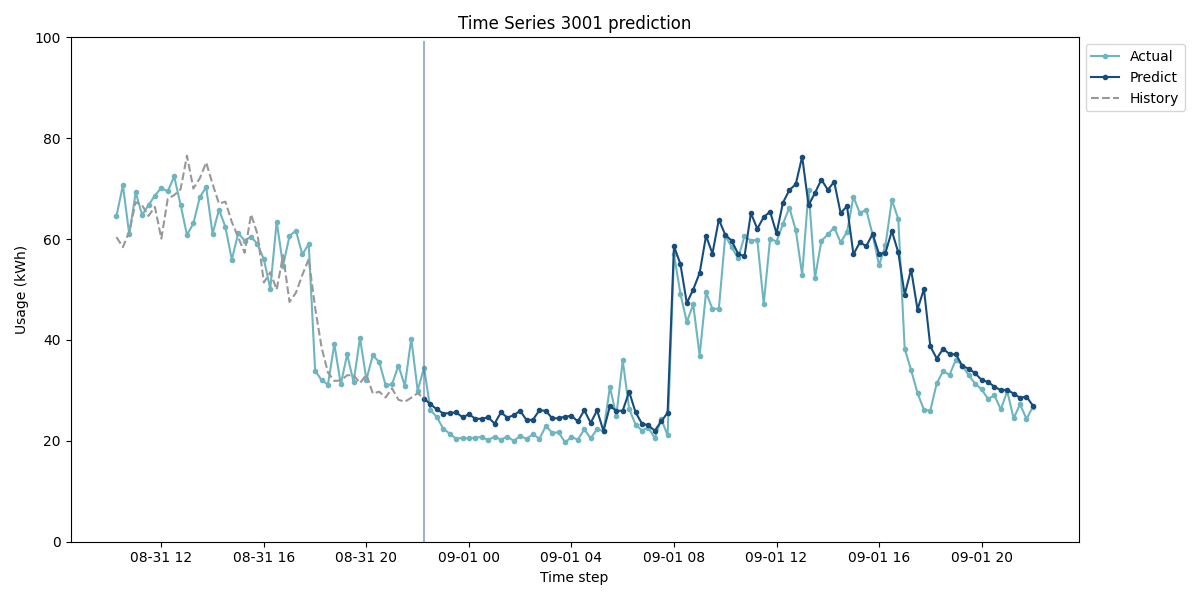 Time Series 3001 prediction
Actual
Predict
History
Usage (kWh)
100
80
60
40
20
0
08-31 12
08-31 16
08-31 20
09-01 00
09-01 04
09-01 08
09-01 12
09-01 16
09-01 20
Time step